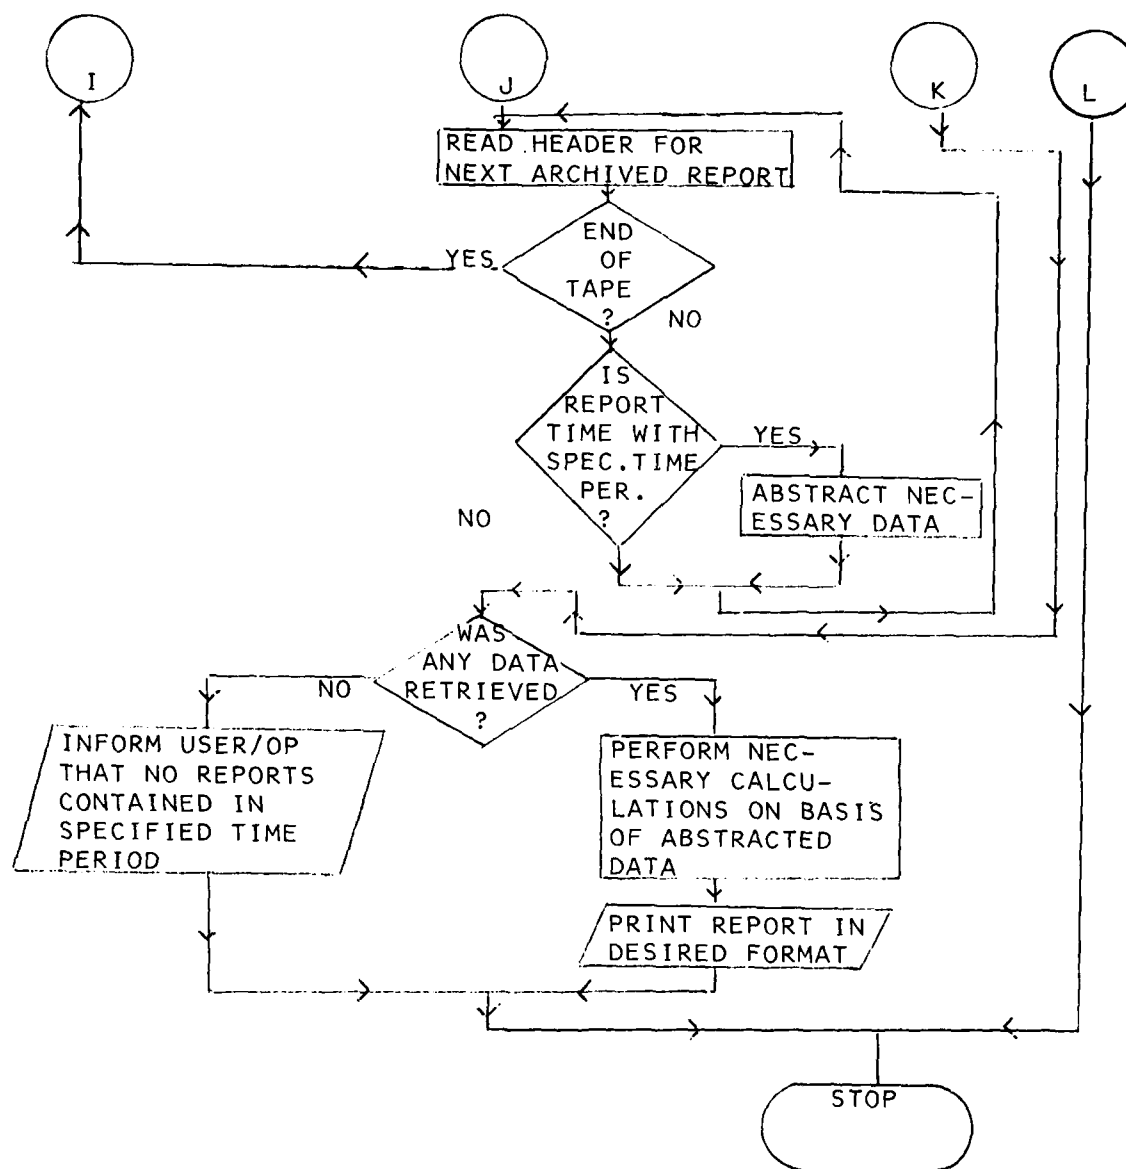 I
J
K
L
READ HEADER FOR
NEXT ARCHIVED REPORT
END
OF
TAPE
?
YES
NO
IS
REPORT
TIME WITH
SPEC.TIME
PER.
?
YES
NO
ABSTRACT NEC-
ESSARY DATA
WAS
ANY DATA
RETRIEVED
?
NO
YES
INFORM USER/OP
THAT NO REPORTS
CONTAINED IN
SPECIFIED TIME
PERIOD
PERFORM NEC-
ESSARY CALCU-
LATIONS ON BASIS
OF ABSTRACTED
DATA
PRINT REPORT IN
DESIRED FORMAT
STOP